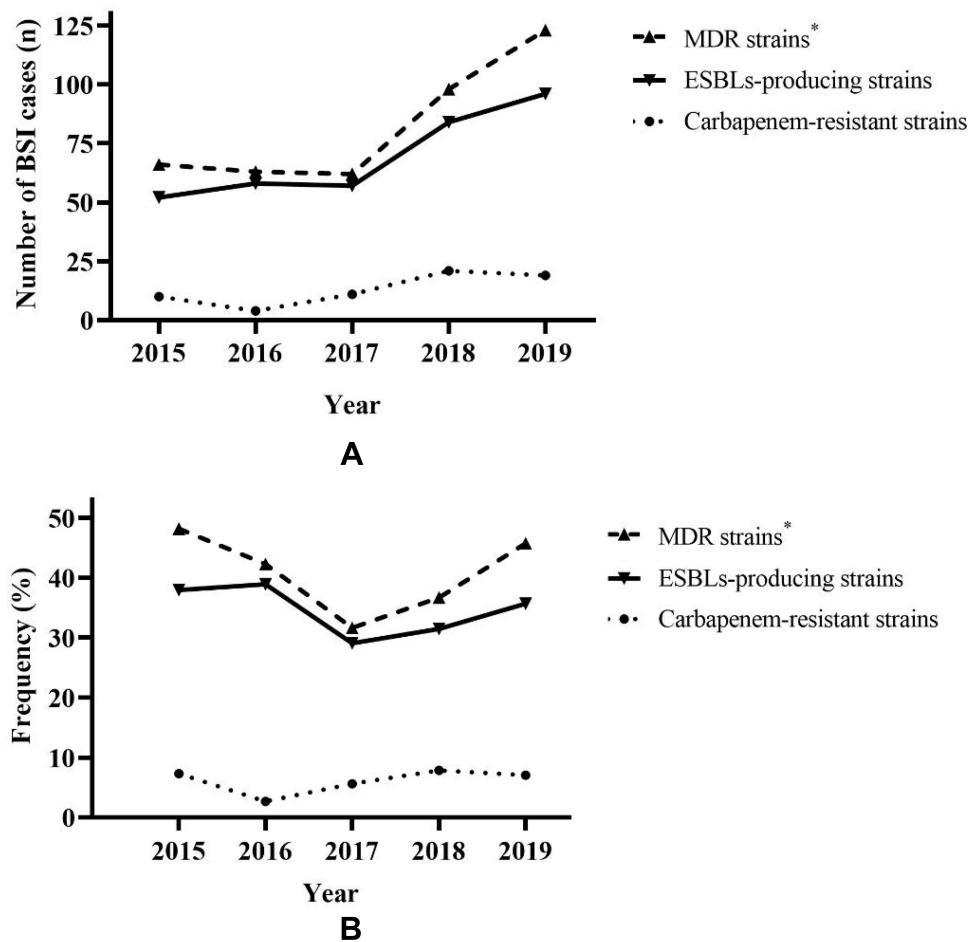 Number of BSI cases (n)
125
100
75
50
25
0
2015 2016 2017 2018 2019
Year
MDR strains*
ESBLs-producing strains
Carbapenem-resistant strains
A
Frequency (%)
50
40
30
20
10
0
2015 2016 2017 2018 2019
Year
MDR strains*
ESBLs-producing strains
Carbapenem-resistant strains
B